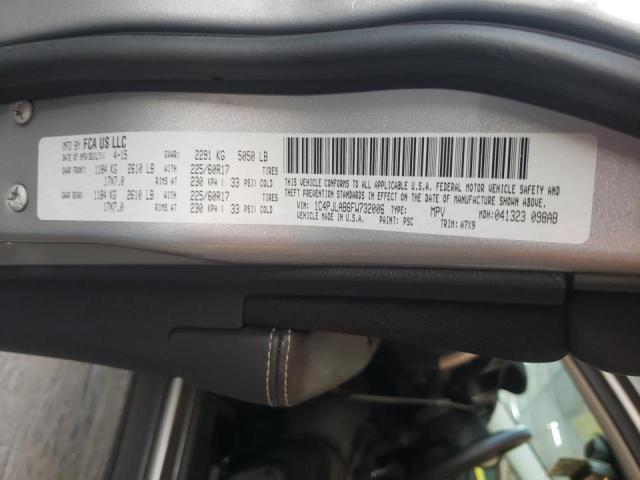 MFD BY FCA US LLC
DATE OF MFR/BUILT: 4-15 GVWR: 2291 KG 5050 LB
GAWR FRONT: 1184 KG 2610 LB WITH 225/60R17 TIRES
17X7.0 RIMS AT 230 KPA ( 33 PSI) COLD
GAWR REAR: 1184 KG 2610 LB WITH 225/60R17 TIRES
17X7.0 RIMS AT 230 KPA ( 33 PSI) COLD
THIS VEHICLE CONFORMS TO ALL APPLICABLE U.S.A. FEDERAL MOTOR VEHICLE SAFETY AND
THEFT PREVENTION STANDARDS IN EFFECT ON THE DATE OF MANUFACTURE SHOWN ABOVE.
VIN: 1C4PJLAB6FW732006 TYPE: MPV MDH: 041323 098AB
PAINT: PSC TRIM: A7X9
MADE IN U.S.A.